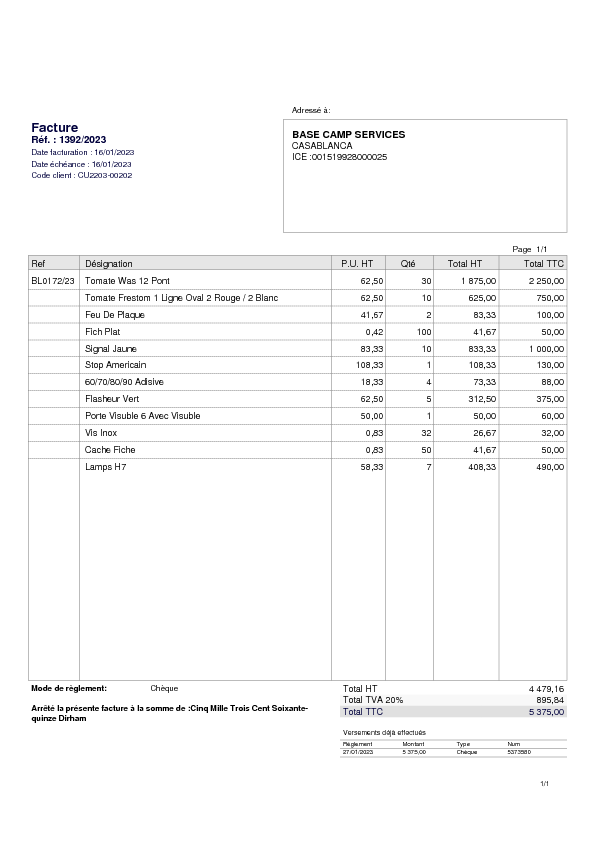 Adressé à:
Facture
Réf. : 1392/2023
Date facturation : 16/01/2023
Date échéance : 16/01/2023
Code client : CU2203-00202
BASE CAMP SERVICES
CASABLANCA
ICE :001519928000025
Page 1/1
Ref Désignation P.U. HT Qté Total HT Total TTC
BL0172/23 Tomate Was 12 Pont 62,50 30 1 875,00 2 250,00
Tomate Frestom 1 Ligne Oval 2 Rouge / 2 Blanc 62,50 10 625,00 750,00
Feu De Plaque 41,67 2 83,33 100,00
Fich Plat 0,42 100 41,67 50,00
Signal Jaune 83,33 10 833,33 1 000,00
Stop Americain 108,33 1 108,33 130,00
60/70/80/90 Adisive 18,33 4 73,33 88,00
Flasheur Vert 62,50 5 312,50 375,00
Porte Visuble 6 Avec Visuble 50,00 1 50,00 60,00
Vis Inox 0,83 32 26,67 32,00
Cache Fiche 0,83 50 41,67 50,00
Lamps H7 58,33 7 408,33 490,00
Mode de règlement: Chèque
Arrêté la présente facture à la somme de :Cinq Mille Trois Cent Soixante-
quinze Dirham
Total HT 4 479,16
Total TVA 20% 895,84
Total TTC 5 375,00
Versements déjà effectués
Règlement Montant Type Num
27/01/2023 5 375,00 Chèque 5373580
1/1